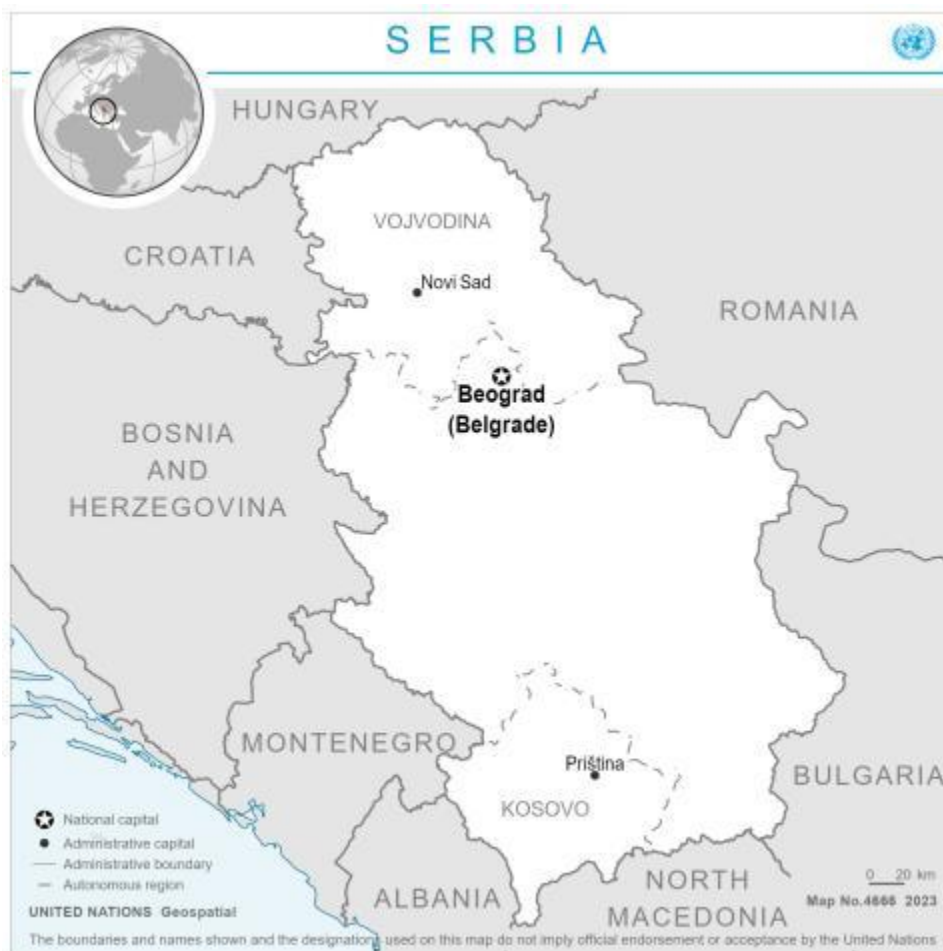 SERBIA
HUNGARY
VOJVODINA
CROATIA
Novi Sad
ROMANIA
Beograd
(Belgrade)
BOSNIA
AND
HERZEGOVINA
MONTENEGRO
Priština
BULGARIA
KOSOVO
National capital
Administrative capital
Administrative boundary
Autonomous region
ALBANIA
NORTH
MACEDONIA
0 20 km
Map No.4666 2023
UNITED NATIONS Geospatial
The boundaries and names shown and the designations used on this map do not imply official endorsement or acceptance by the United Nations